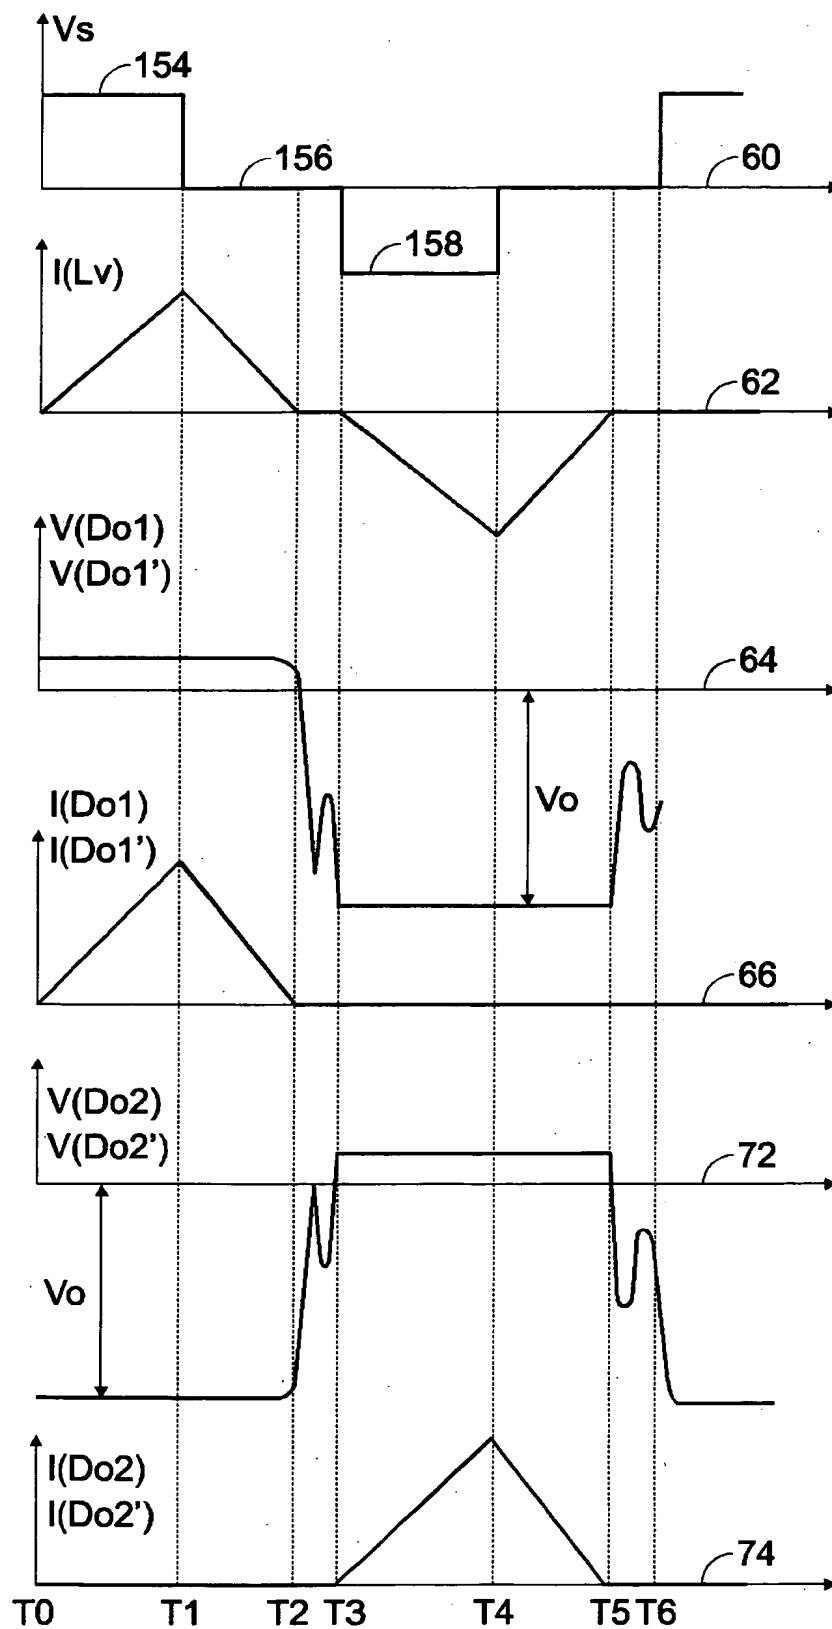 Vs
154
156
60
158
I(Lv)
62
V(Do1)
V(Do1')
64
Vo
I(Do1)
I(Do1')
66
V(Do2)
V(Do2')
72
Vo
I(Do2)
I(Do2')
74
T0 T1 T2 T3 T4 T5 T6